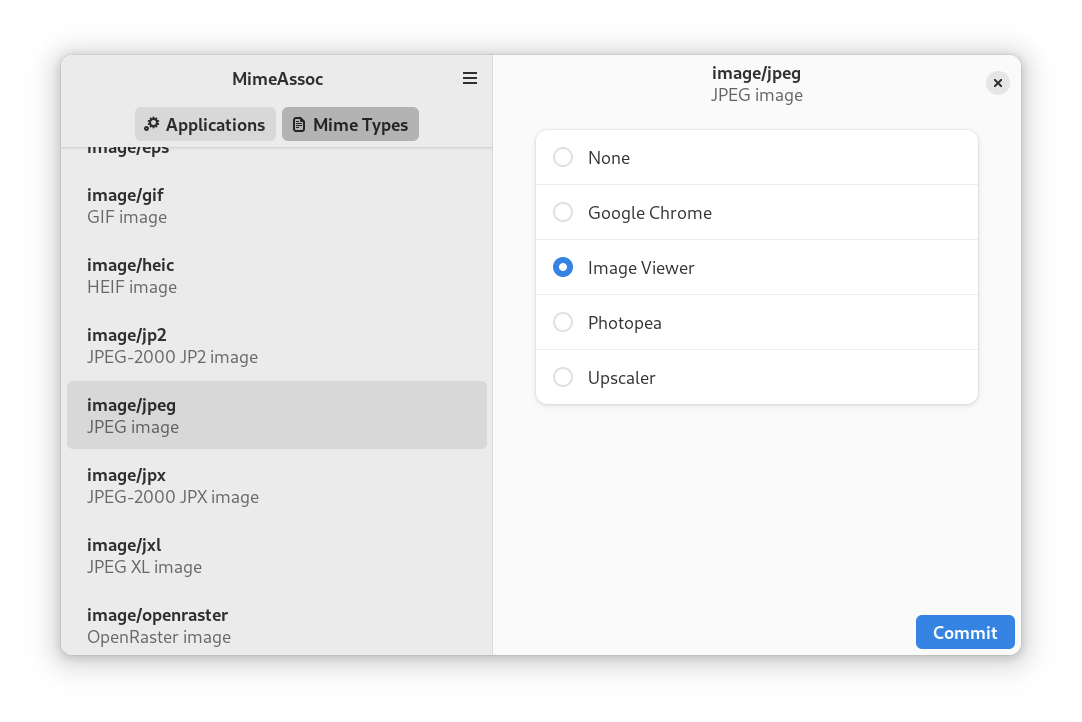 MimeAssoc
Applications
Mime Types
image/eps
image/gif
GIF image
image/heic
HEIF image
image/jp2
JPEG-2000 JP2 image
image/jpeg
JPEG image
image/jpx
JPEG-2000 JPX image
image/jxl
JPEG XL image
image/openraster
OpenRaster image
image/jpeg
JPEG image
None
Google Chrome
Image Viewer
Photopea
Upscaler
Commit